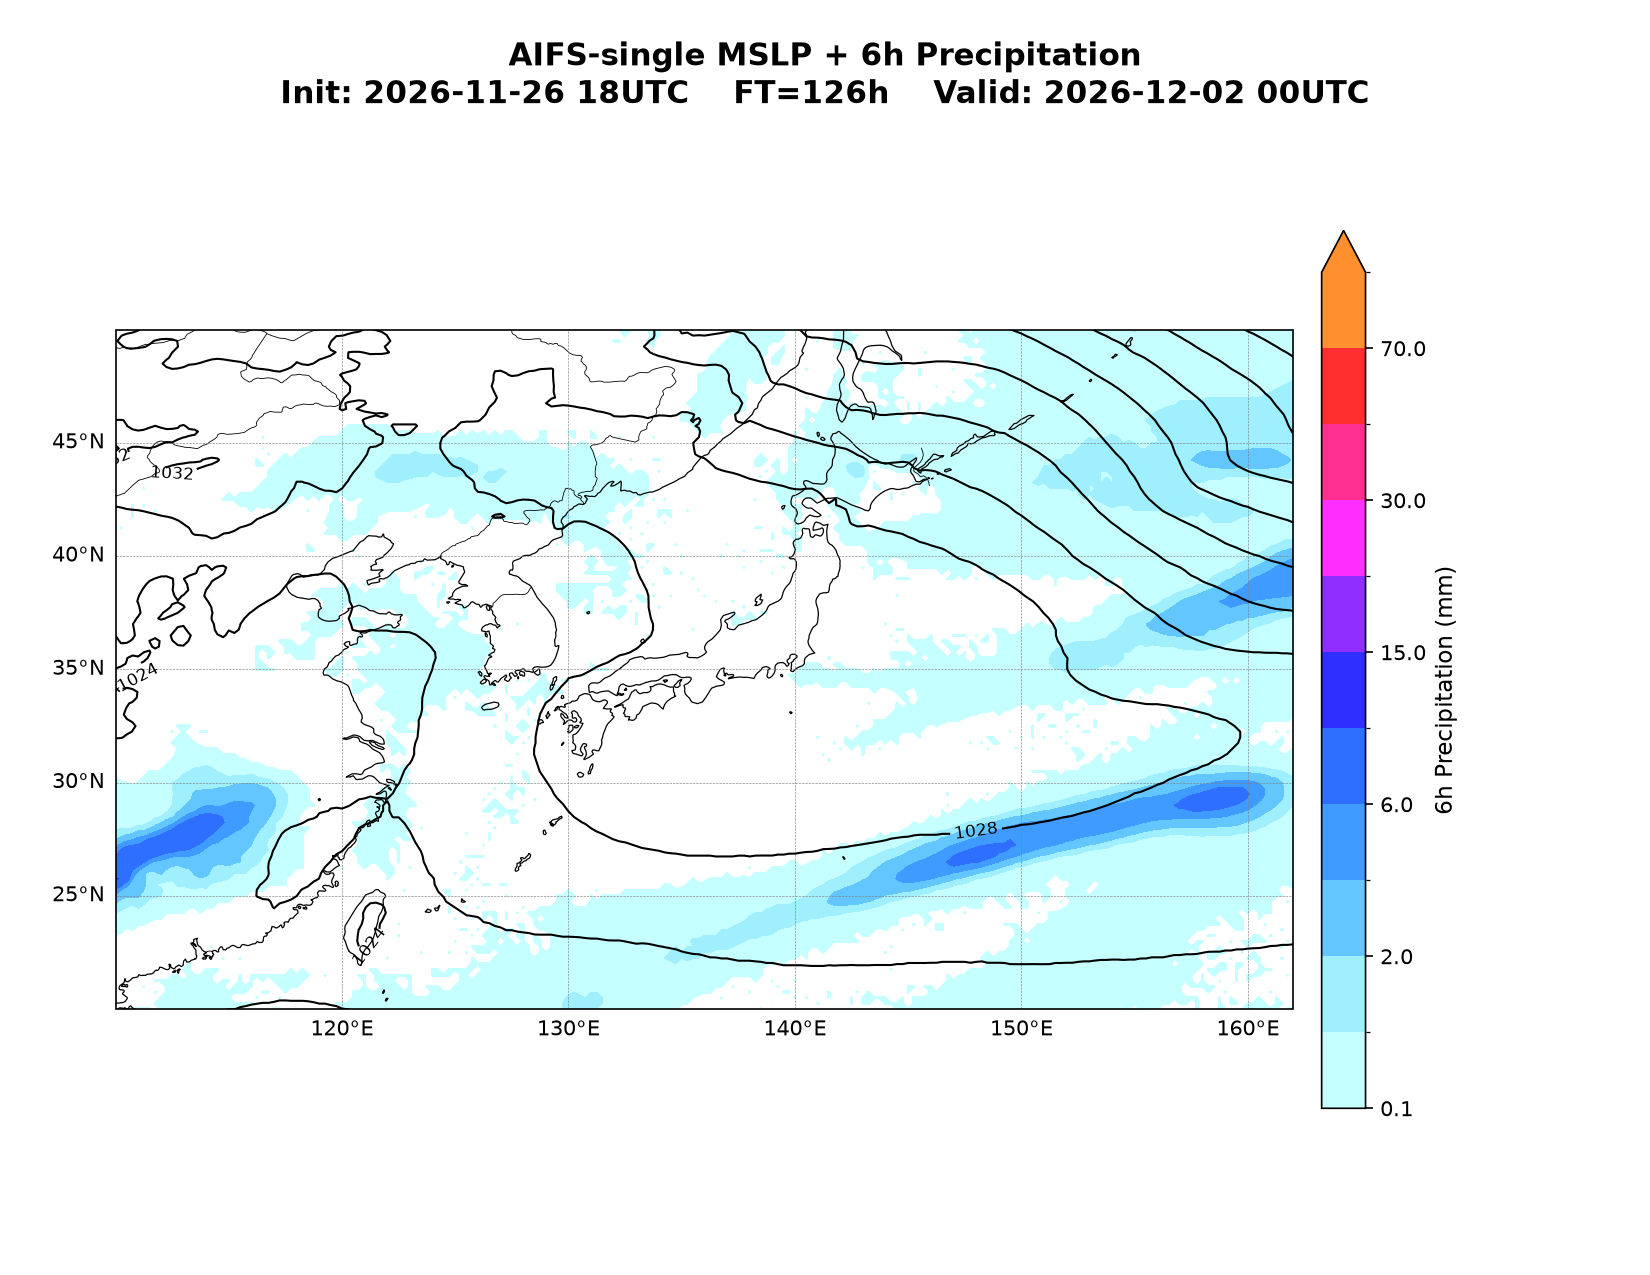 AIFS-single MSLP + 6h Precipitation
Init: 2026-11-26 18UTC    FT=126h    Valid: 2026-12-02 00UTC
70.0
30.0
15.0
6.0
2.0
0.1
6h Precipitation (mm)
45°N
40°N
35°N
30°N
25°N
1032
1024
1028
120°E
130°E
140°E
150°E
160°E